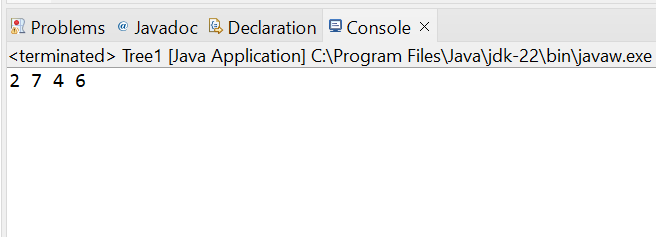 Problems @ Javadoc Declaration Console ×
<terminated> Tree1 [Java Application] C:\Program Files\Java\jdk-22\bin\javaw.exe
2 7 4 6